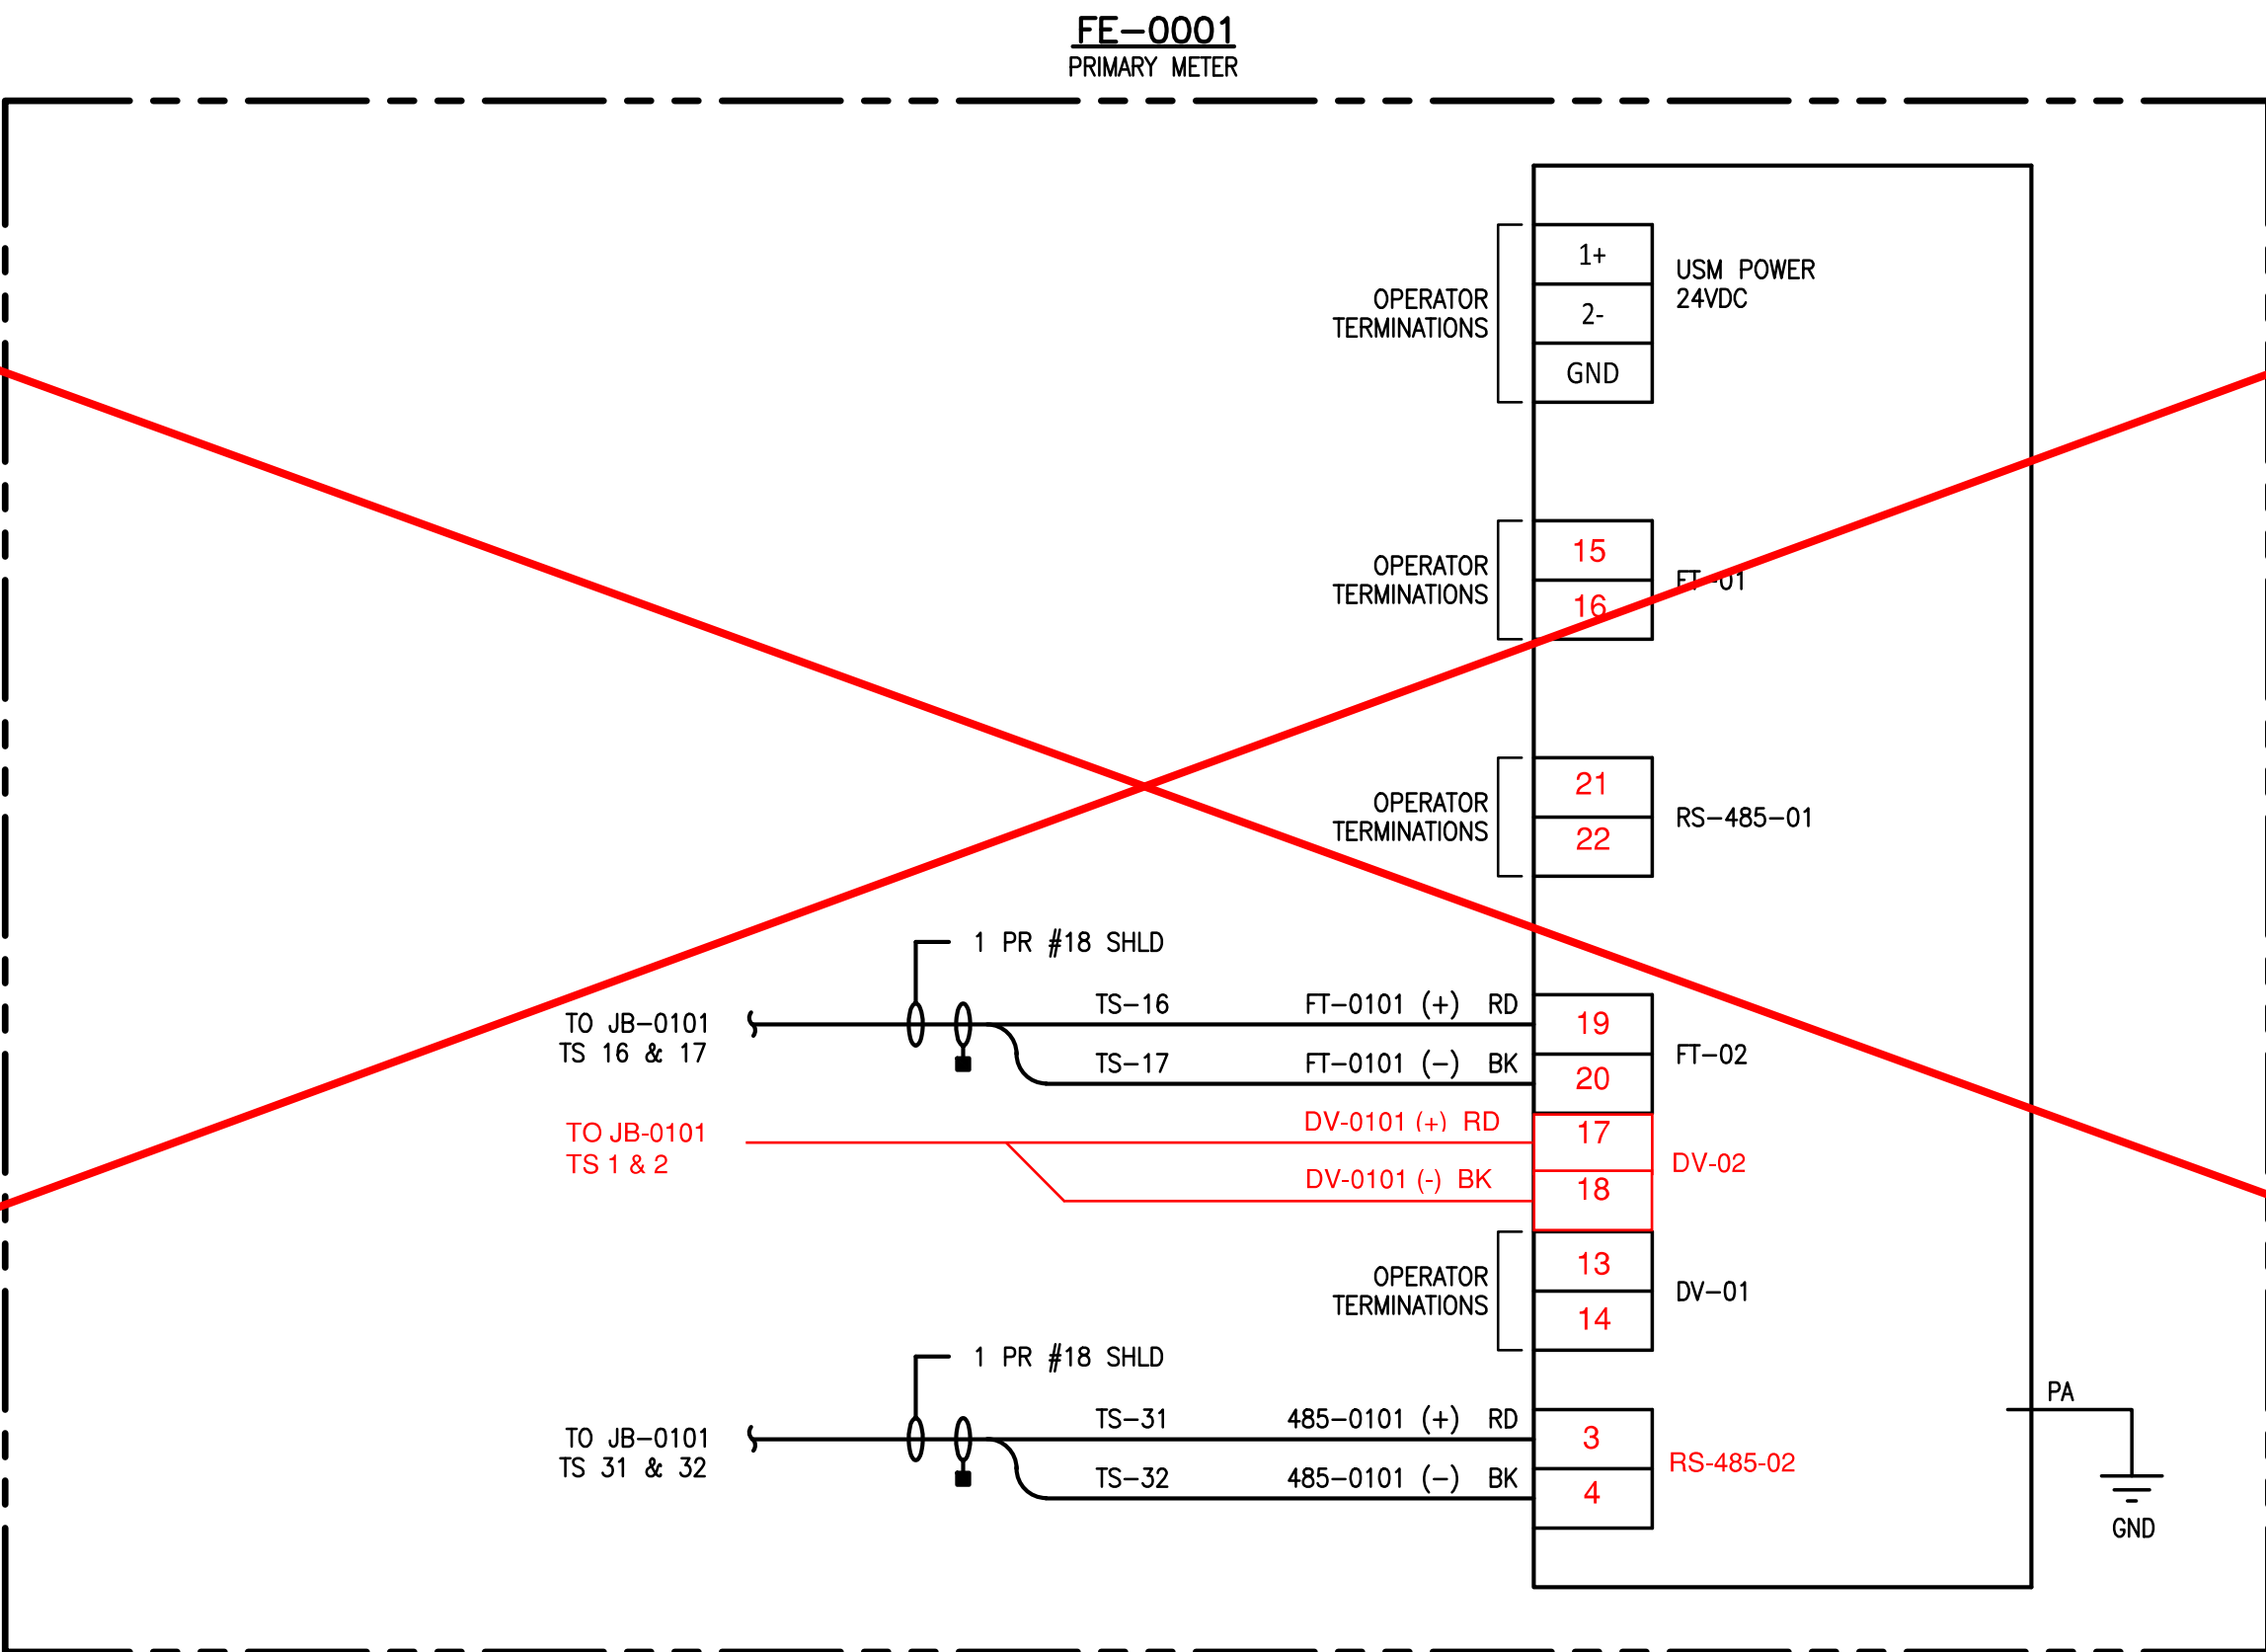 FE-0001
PRIMARY METER
1+
USM POWER
24VDC
OPERATOR
TERMINATIONS
2-
GND
15
OPERATOR
TERMINATIONS
FT-01
16
21
OPERATOR
TERMINATIONS
RS-485-01
22
1 PR #18 SHLD
TS-16 FT-0101 (+) RD
TO JB-0101
TS 16 & 17
19
FT-02
TS-17 FT-0101 (-) BK
20
DV-0101 (+) RD
TO JB-0101
TS 1 & 2
17
DV-02
DV-0101 (-) BK
18
13
OPERATOR
TERMINATIONS
DV-01
14
1 PR #18 SHLD
PA
TS-31 485-0101 (+) RD
TO JB-0101
TS 31 & 32
3
RS-485-02
TS-32 485-0101 (-) BK
4
GND